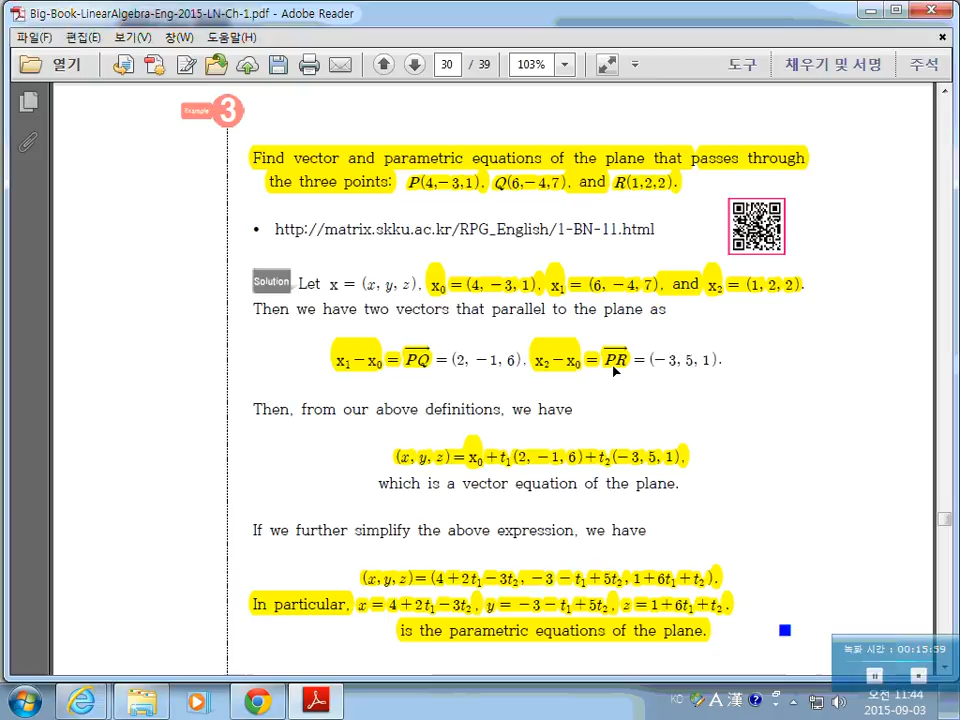 Big-Book-LinearAlgebra-Eng-2015-LN-Ch-1.pdf - Adobe Reader
파일(F) 편집(E) 보기(V) 창(W) 도움말(H)
열기 30 / 39 103% 도구 채우기 및 서명 주석
Example 3
Find vector and parametric equations of the plane that passes through
the three points: P(4,−3,1), Q(6,−4,7), and R(1,2,2).
• http://matrix.skku.ac.kr/RPG_English/1-BN-11.html
Solution Let x = (x, y, z), x₀ = (4, −3, 1), x₁ = (6, −4, 7), and x₂ = (1, 2, 2).
Then we have two vectors that parallel to the plane as
x₁−x₀ = PQ = (2, −1, 6), x₂−x₀ = PR = (−3, 5, 1).
Then, from our above definitions, we have
(x, y, z) = x₀ + t₁(2, −1, 6) + t₂(−3, 5, 1),
which is a vector equation of the plane.
If we further simplify the above expression, we have
(x, y, z) = (4+2t₁−3t₂, −3−t₁+5t₂, 1+6t₁+t₂).
In particular, x = 4+2t₁−3t₂, y = −3−t₁+5t₂, z = 1+6t₁+t₂.
is the parametric equations of the plane.
녹화 시간 : 00:15:59
KC A 漢 오전 11:44
2015-09-03